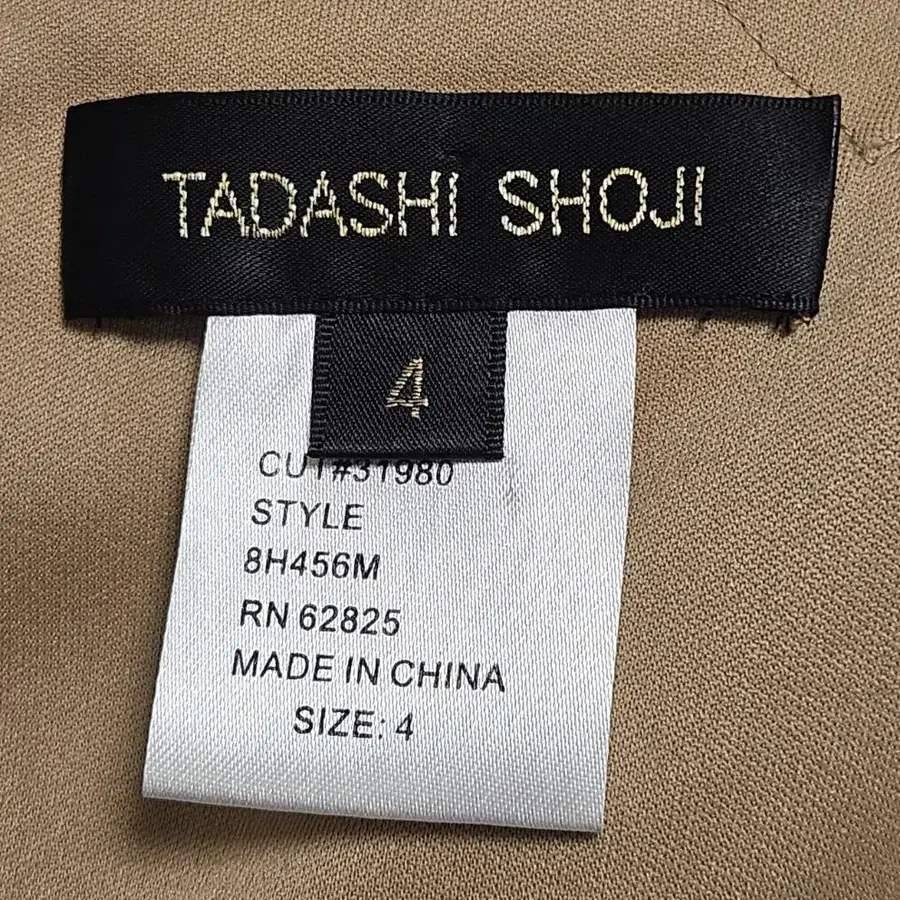 TADASHI SHOJI
4
CUT#31980
STYLE
8H456M
RN 62825
MADE IN CHINA
SIZE: 4